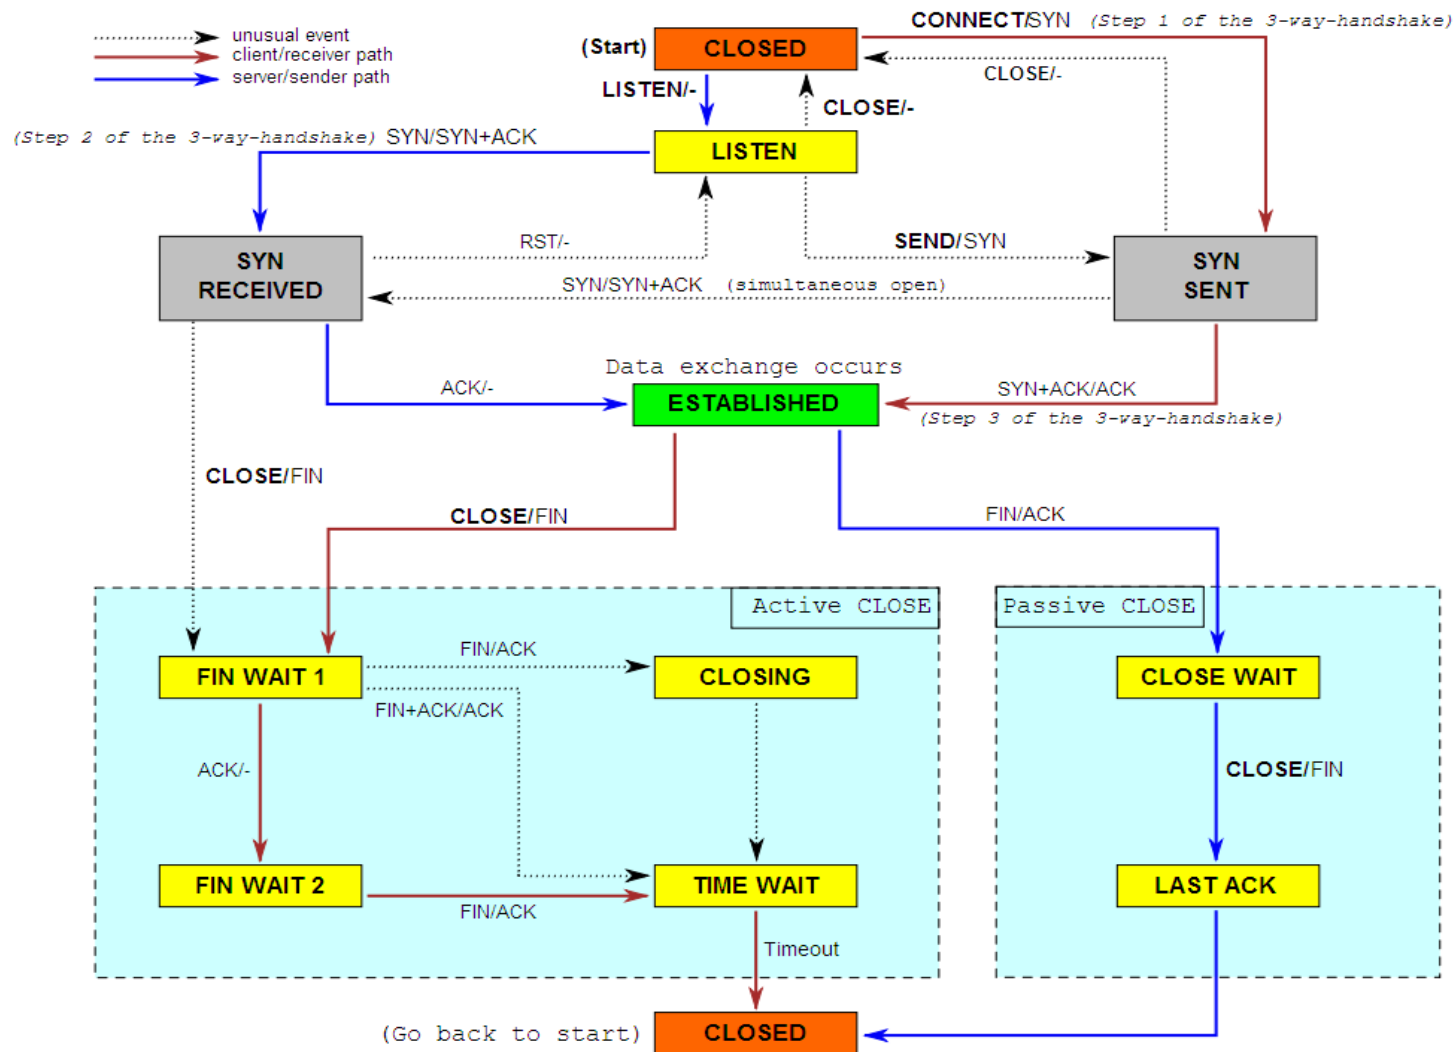 unusual event
client/receiver path
server/sender path
CONNECT/SYN (Step 1 of the 3-way-handshake)
(Start) CLOSED
CLOSE/-
LISTEN/-
CLOSE/-
(Step 2 of the 3-way-handshake) SYN/SYN+ACK
LISTEN
RST/-
SEND/SYN
SYN
RECEIVED
SYN
SENT
SYN/SYN+ACK (simultaneous open)
Data exchange occurs
ACK/-
ESTABLISHED
SYN+ACK/ACK
(Step 3 of the 3-way-handshake)
CLOSE/FIN
CLOSE/FIN
FIN/ACK
Active CLOSE
Passive CLOSE
FIN WAIT 1
FIN/ACK
CLOSING
CLOSE WAIT
FIN+ACK/ACK
ACK/-
CLOSE/FIN
FIN WAIT 2
FIN/ACK
TIME WAIT
LAST ACK
Timeout
(Go back to start) CLOSED